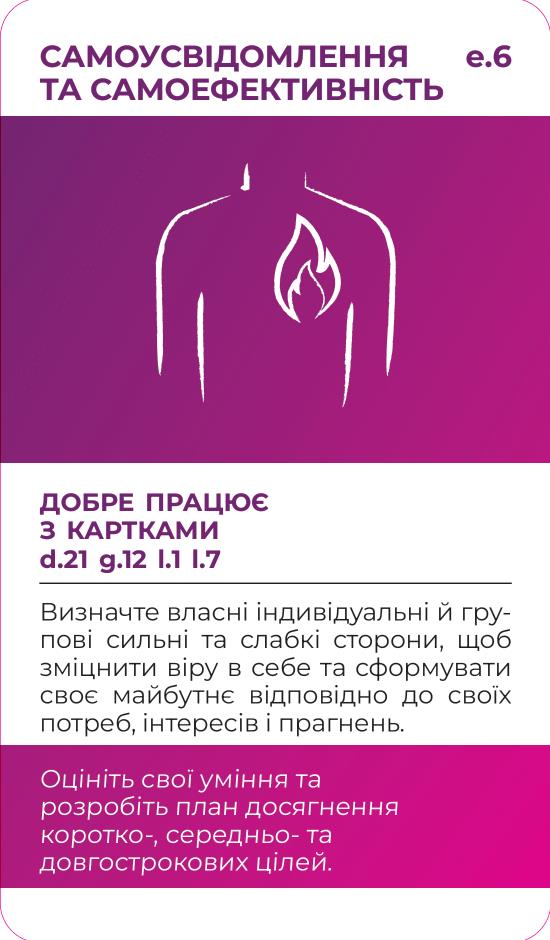 САМОУСВІДОМЛЕННЯ e.6
ТА САМОЕФЕКТИВНІСТЬ
ДОБРЕ ПРАЦЮЄ
З КАРТКАМИ
d.21 g.12 l.1 l.7
Визначте власні індивідуальні й гру-
пові сильні та слабкі сторони, щоб
зміцнити віру в себе та сформувати
своє майбутнє відповідно до своїх
потреб, інтересів і прагнень.
Оцініть свої уміння та
розробіть план досягнення
коротко-, середньо- та
довгострокових цілей.